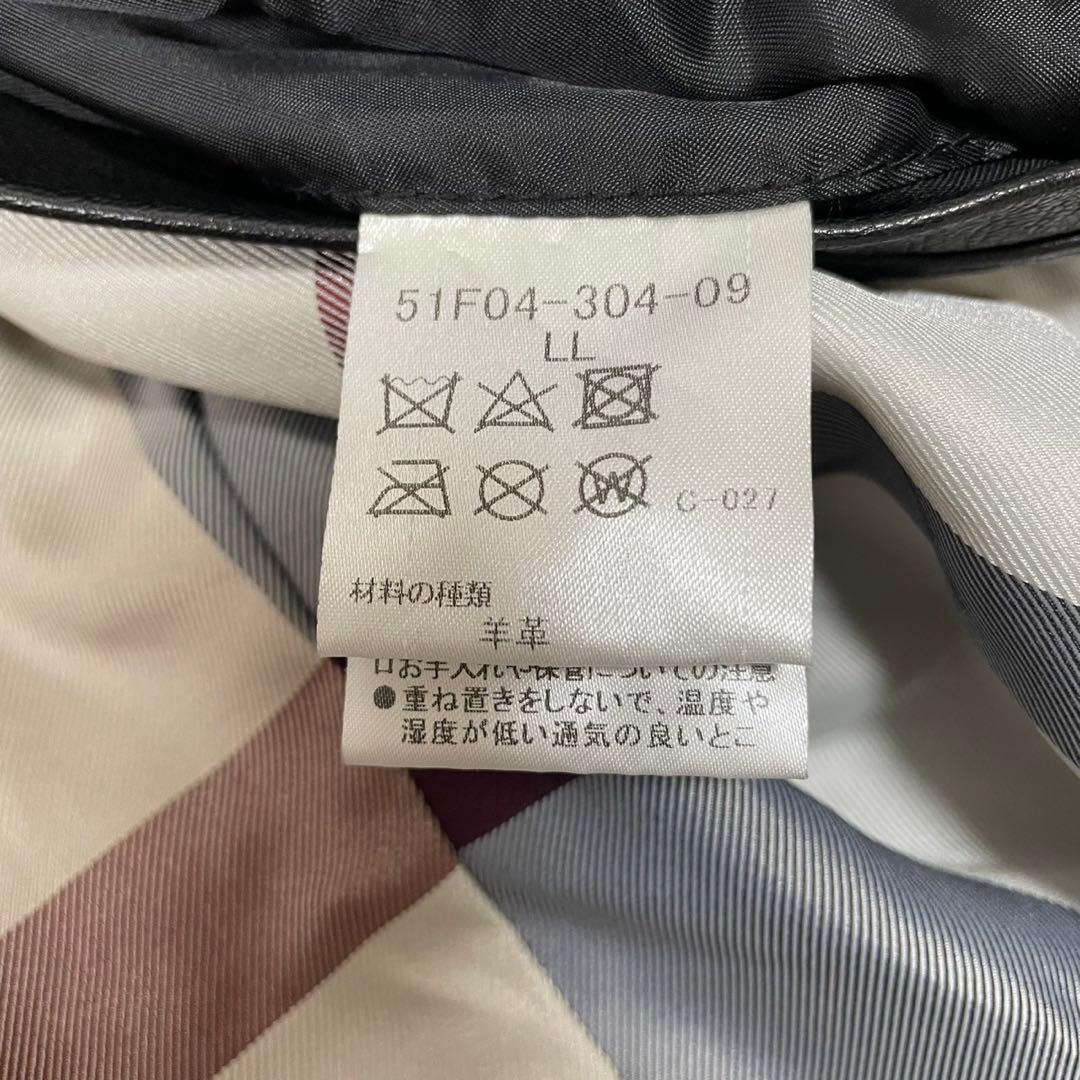 51F04-304-09
LL
W
C-027
材料の種類
羊革
お手入れや保管についての注意
●重ね置きをしないで、温度や
湿度が低い通気の良いとこ